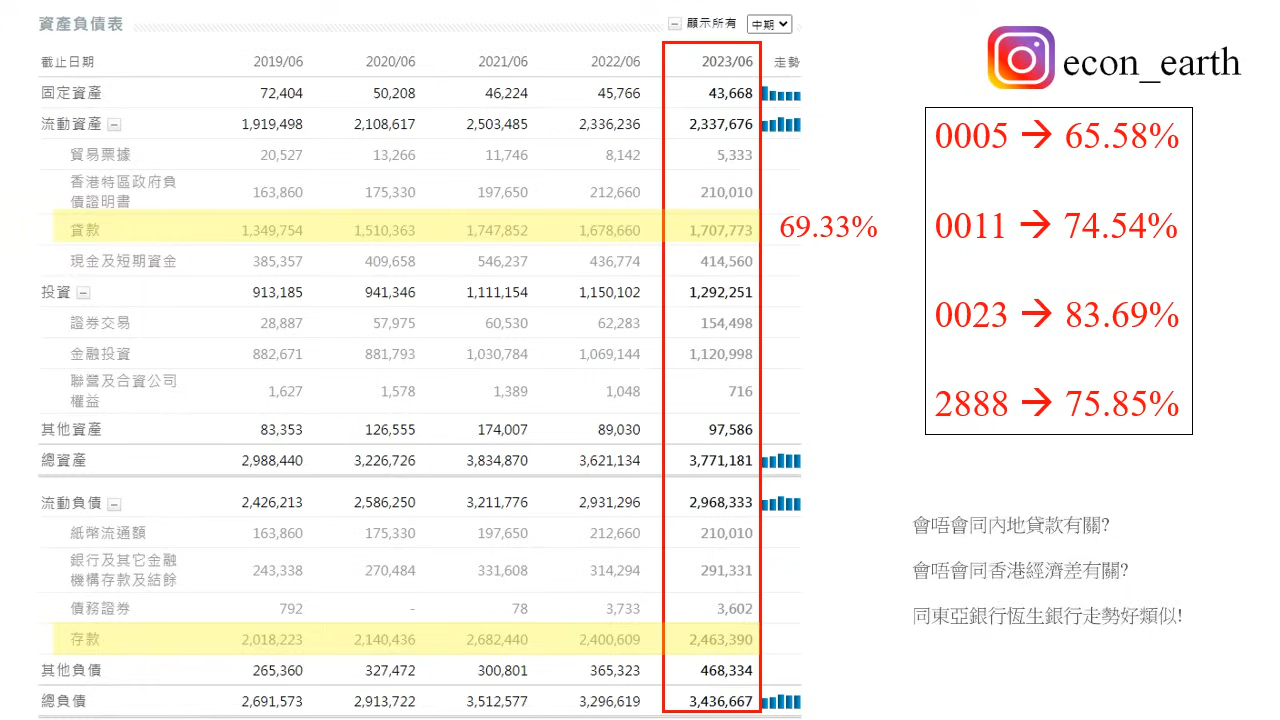 資產負債表
顯示所有 中期
截止日期 2019/06 2020/06 2021/06 2022/06 2023/06 走勢
固定資產 72,404 50,208 46,224 45,766 43,668
流動資產 1,919,498 2,108,617 2,503,485 2,336,236 2,337,676
貿易票據 20,527 13,266 11,746 8,142 5,333
香港特區政府負
債證明書 163,860 175,330 197,650 212,660 210,010
貸款 1,349,754 1,510,363 1,747,852 1,678,660 1,707,773 69.33%
現金及短期資金 385,357 409,658 546,237 436,774 414,560
投資 913,185 941,346 1,111,154 1,150,102 1,292,251
證券交易 28,887 57,975 60,530 62,283 154,498
金融投資 882,671 881,793 1,030,784 1,069,144 1,120,998
聯營及合資公司
權益 1,627 1,578 1,389 1,048 716
其他資產 83,353 126,555 174,007 89,030 97,586
總資產 2,988,440 3,226,726 3,834,870 3,621,134 3,771,181
流動負債 2,426,213 2,586,250 3,211,776 2,931,296 2,968,333
紙幣流通額 163,860 175,330 197,650 212,660 210,010
銀行及其它金融
機構存款及結餘 243,338 270,484 331,608 314,294 291,331
債務證券 792 - 78 3,733 3,602
存款 2,018,223 2,140,436 2,682,440 2,400,609 2,463,390
其他負債 265,360 327,472 300,801 365,323 468,334
總負債 2,691,573 2,913,722 3,512,577 3,296,619 3,436,667
econ_earth
0005 → 65.58%
0011 → 74.54%
0023 → 83.69%
2888 → 75.85%
會唔會同內地貸款有關?
會唔會同香港經濟差有關?
同東亞銀行恆生銀行走勢好類似!